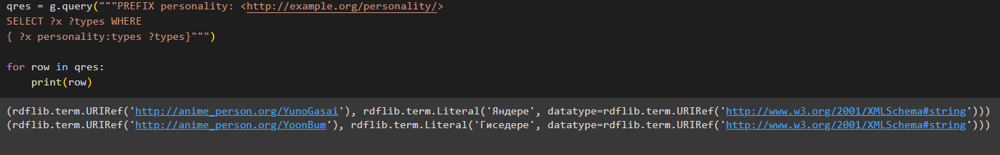 qres = g.query("""PREFIX personality: <http://example.org/personality/>
SELECT ?x ?types WHERE
{ ?x personality:types ?types}""")
for row in qres:
    print(row)
(rdflib.term.URIRef('http://anime_person.org/YunoGasai'), rdflib.term.Literal('Яндере', datatype=rdflib.term.URIRef('http://www.w3.org/2001/XMLSchema#string')))
(rdflib.term.URIRef('http://anime_person.org/YoonBum'), rdflib.term.Literal('Гиседере', datatype=rdflib.term.URIRef('http://www.w3.org/2001/XMLSchema#string')))